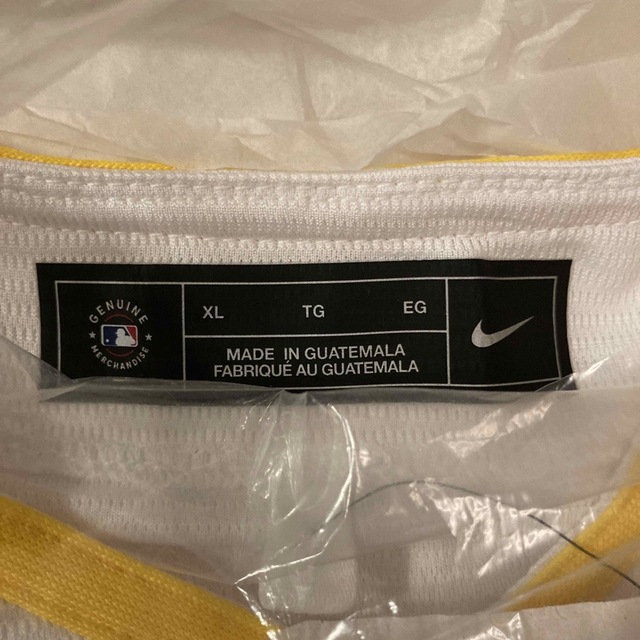 GENUINE
MERCHANDISE
XL TG EG
MADE IN GUATEMALA
FABRIQUÉ AU GUATEMALA